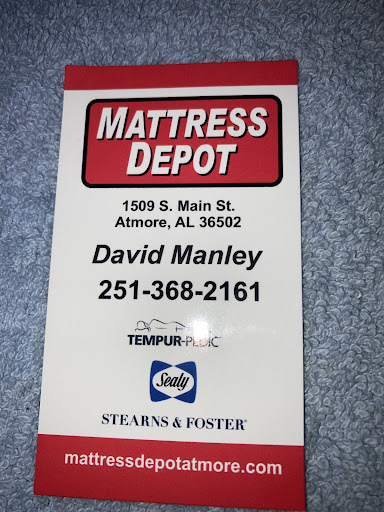 MATTRESS
DEPOT
1509 S. Main St.
Atmore, AL 36502
David Manley
251-368-2161
TEMPUR-PEDIC
Sealy
STEARNS & FOSTER®
mattressdepotatmore.com